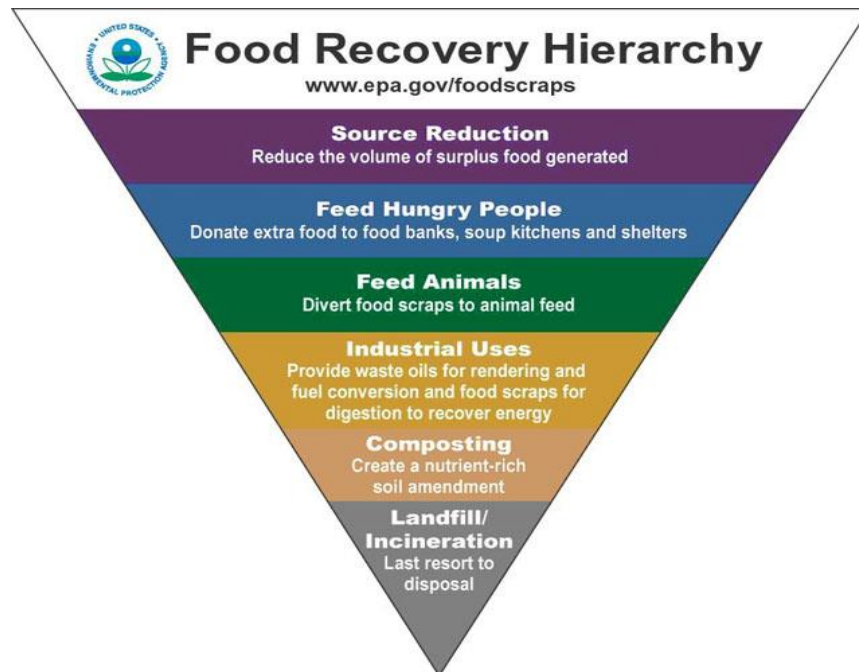 UNITED STATES
ENVIRONMENTAL PROTECTION AGENCY
Food Recovery Hierarchy
www.epa.gov/foodscraps
Source Reduction
Reduce the volume of surplus food generated
Feed Hungry People
Donate extra food to food banks, soup kitchens and shelters
Feed Animals
Divert food scraps to animal feed
Industrial Uses
Provide waste oils for rendering and
fuel conversion and food scraps for
digestion to recover energy
Composting
Create a nutrient-rich
soil amendment
Landfill/
Incineration
Last resort to
disposal